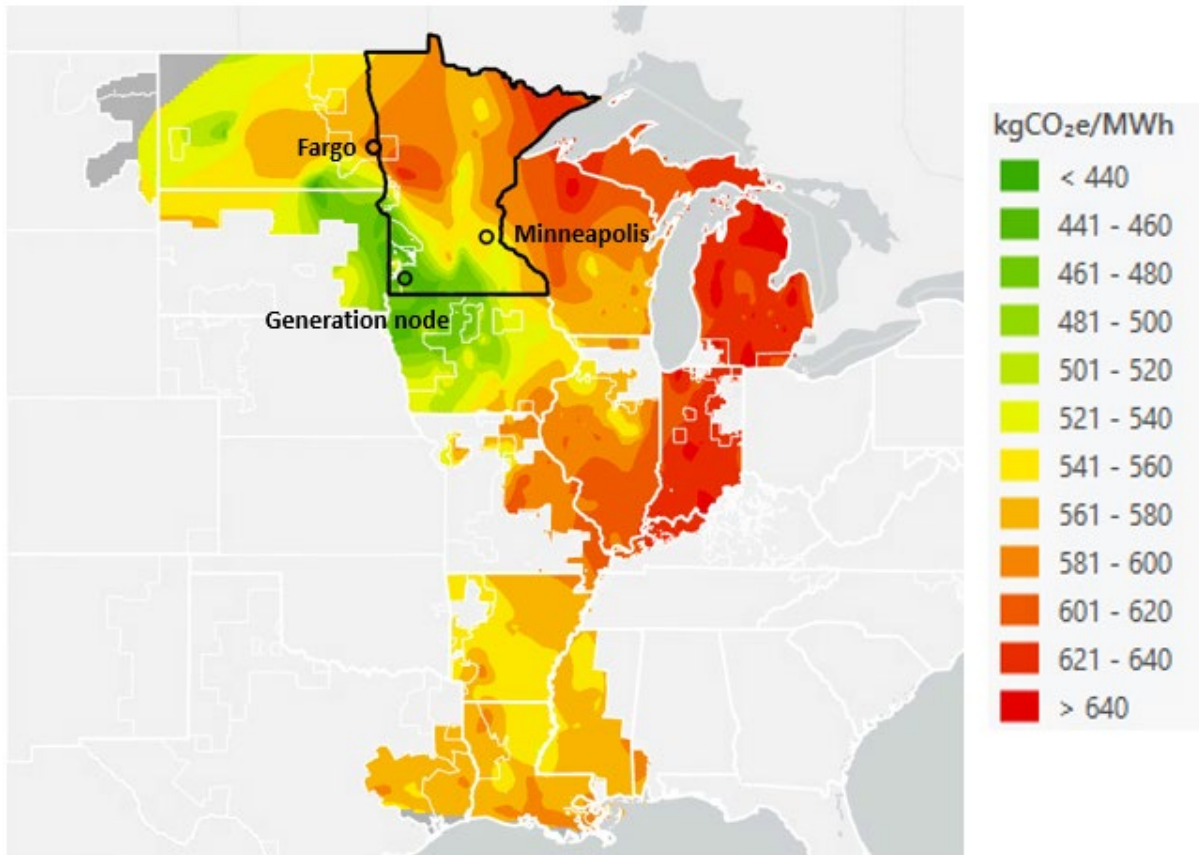 Fargo
Minneapolis
Generation node
kgCO₂e/MWh
< 440
441 - 460
461 - 480
481 - 500
501 - 520
521 - 540
541 - 560
561 - 580
581 - 600
601 - 620
621 - 640
> 640